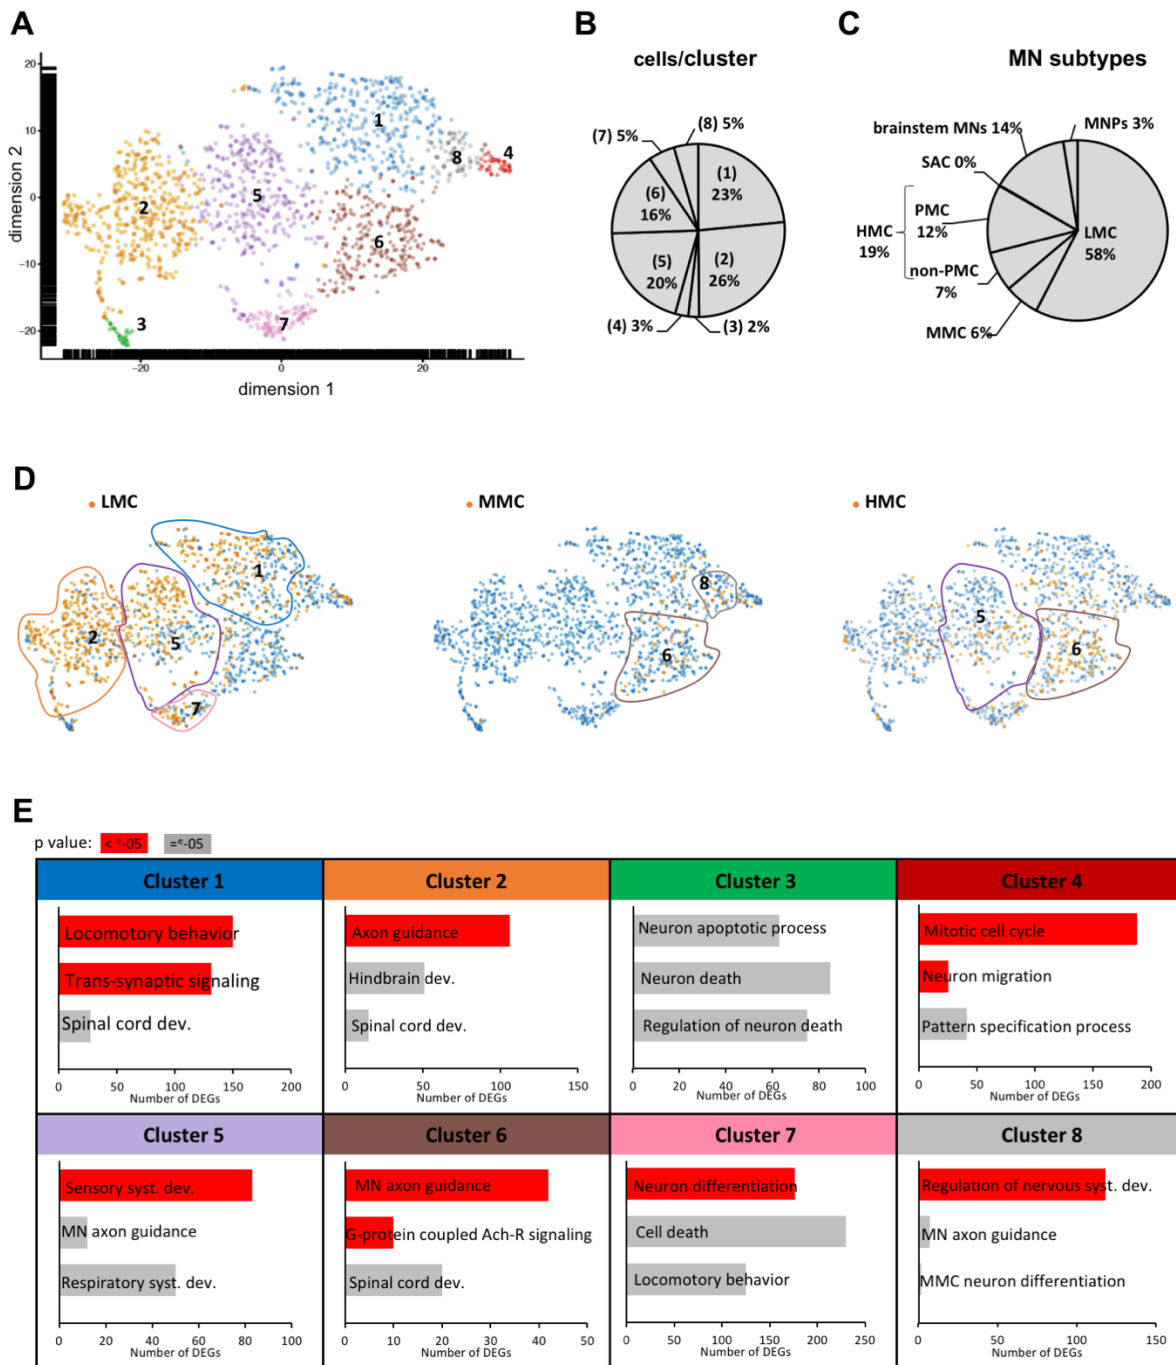 A
20
10
0
−10
−20
dimension 2
−20
0
20
dimension 1
1
2
3
4
5
6
7
8
B
cells/cluster
(7) 5%
(8) 5%
(1)
23%
(6)
16%
(5)
20%
(2)
26%
(4) 3%
(3) 2%
C
MN subtypes
brainstem MNs 14%
MNPs 3%
SAC 0%
PMC
12%
HMC
19%
LMC
58%
non-PMC
7%
MMC 6%
D
LMC
1
2
5
7
MMC
8
6
HMC
5
6
E
p value: < e-05 =e-05
Cluster 1
Locomotory behavior
Trans-synaptic signaling
Spinal cord dev.
0 50 100 150 200
Number of DEGs
Cluster 2
Axon guidance
Hindbrain dev.
Spinal cord dev.
0 50 100 150
Number of DEGs
Cluster 3
Neuron apoptotic process
Neuron death
Regulation of neuron death
0 20 40 60 80 100
Number of DEGs
Cluster 4
Mitotic cell cycle
Neuron migration
Pattern specification process
0 50 100 150 200
Number of DEGs
Cluster 5
Sensory syst. dev.
MN axon guidance
Respiratory syst. dev.
0 20 40 60 80 100
Number of DEGs
Cluster 6
MN axon guidance
G-protein coupled Ach-R signaling
Spinal cord dev.
0 10 20 30 40 50
Number of DEGs
Cluster 7
Neuron differentiation
Cell death
Locomotory behavior
0 50 100 150 200 250
Number of DEGs
Cluster 8
Regulation of nervous syst. dev.
MN axon guidance
MMC neuron differentiation
0 50 100 150
Number of DEGs